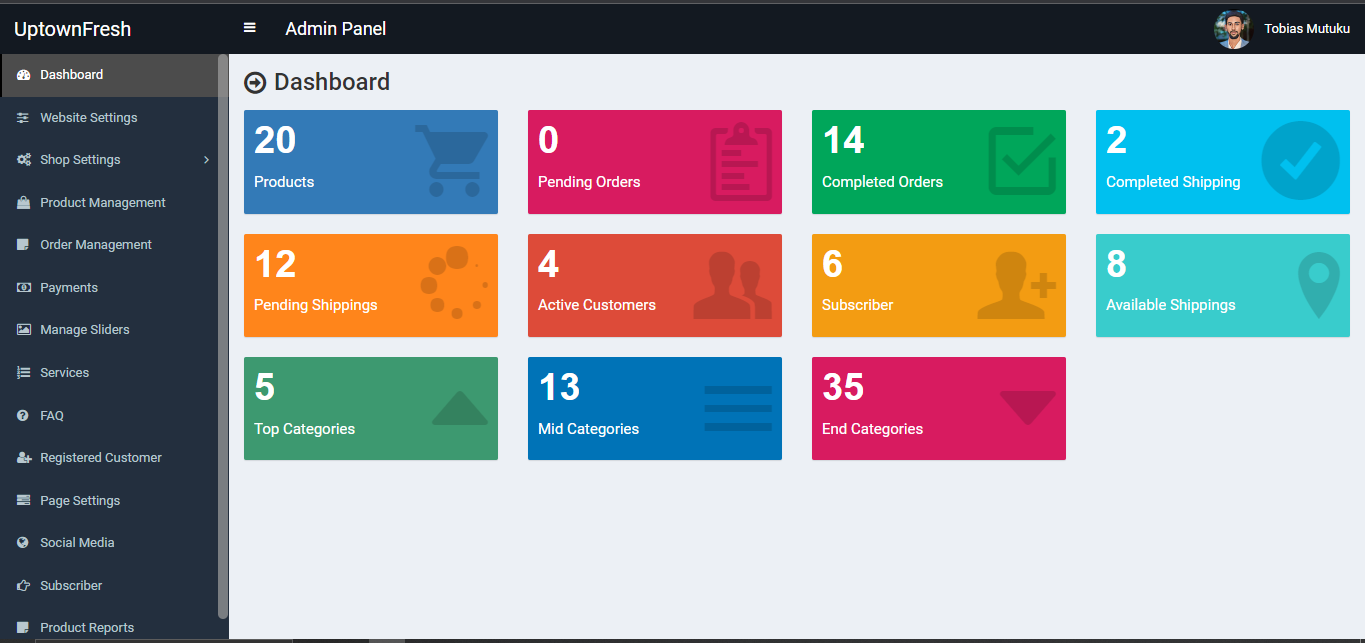 UptownFresh
Admin Panel
Tobias Mutuku
Dashboard
Website Settings
Shop Settings
Product Management
Order Management
Payments
Manage Sliders
Services
FAQ
Registered Customer
Page Settings
Social Media
Subscriber
Product Reports
Dashboard
20
Products
0
Pending Orders
14
Completed Orders
2
Completed Shipping
12
Pending Shippings
4
Active Customers
6
Subscriber
8
Available Shippings
5
Top Categories
13
Mid Categories
35
End Categories